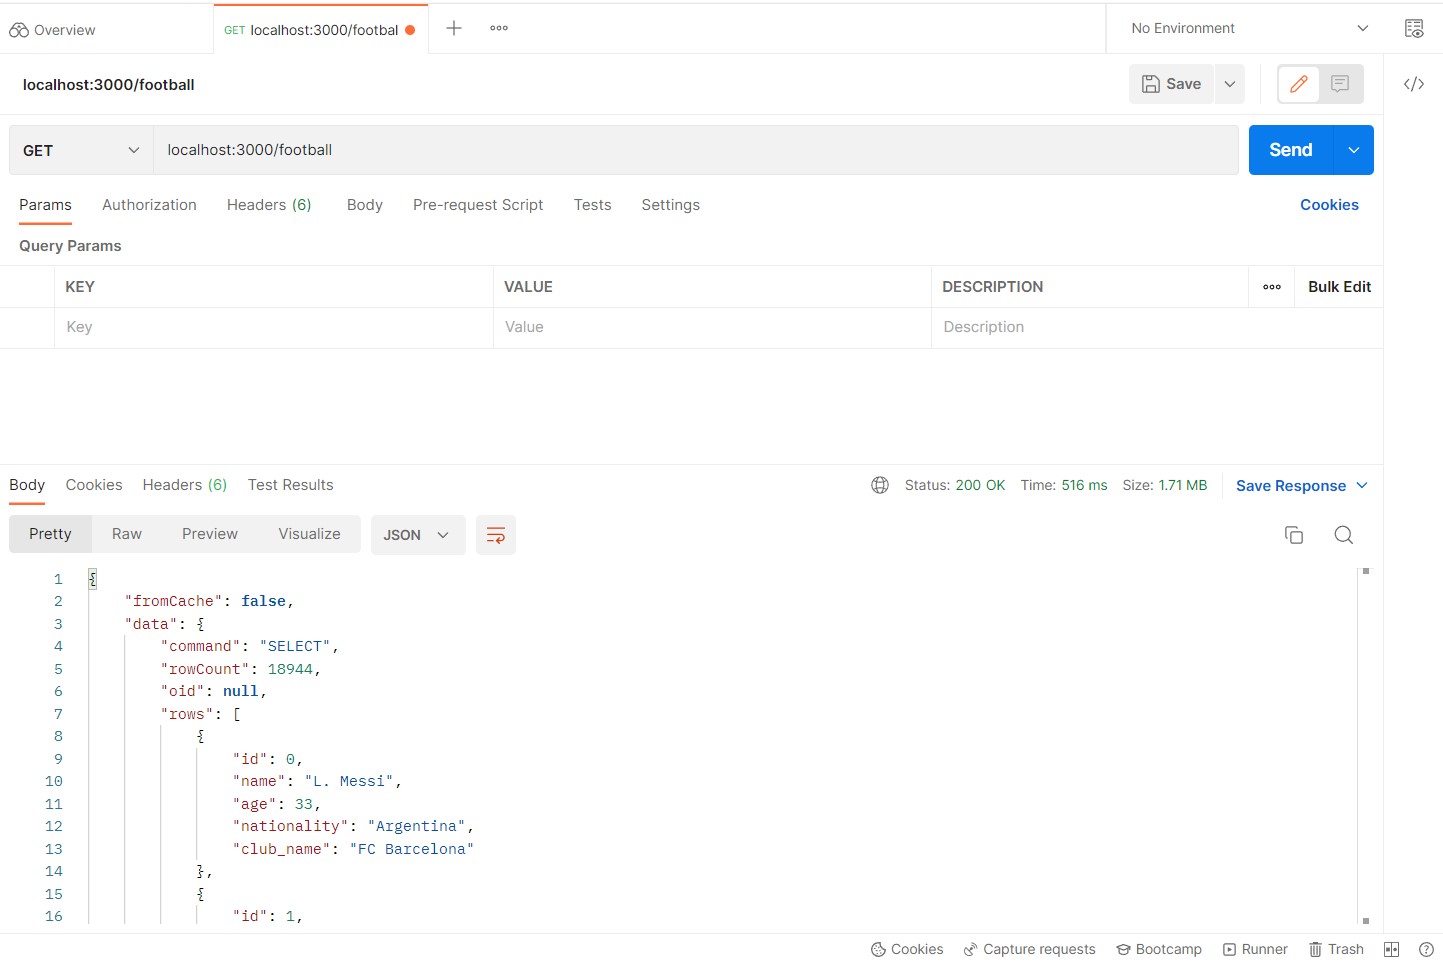 Overview
GET localhost:3000/footbal
No Environment
localhost:3000/football
Save
GET localhost:3000/football Send
Params Authorization Headers (6) Body Pre-request Script Tests Settings Cookies
Query Params
KEY VALUE DESCRIPTION Bulk Edit
Key Value Description
Body Cookies Headers (6) Test Results Status: 200 OK Time: 516 ms Size: 1.71 MB Save Response
Pretty Raw Preview Visualize JSON
1 {
2 "fromCache": false,
3 "data": {
4 "command": "SELECT",
5 "rowCount": 18944,
6 "oid": null,
7 "rows": [
8 {
9 "id": 0,
10 "name": "L. Messi",
11 "age": 33,
12 "nationality": "Argentina",
13 "club_name": "FC Barcelona"
14 },
15 {
16 "id": 1,
Cookies Capture requests Bootcamp Runner Trash